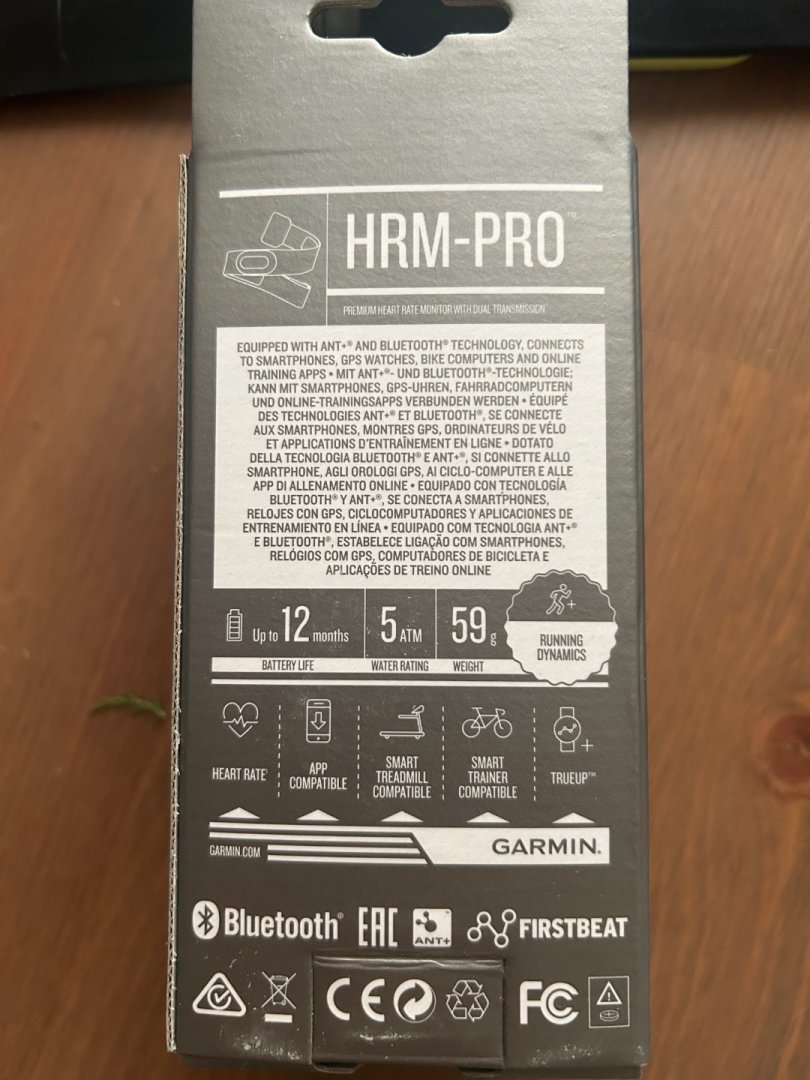 HRM-PRO™
PREMIUM HEART RATE MONITOR WITH DUAL TRANSMISSION
EQUIPPED WITH ANT+® AND BLUETOOTH® TECHNOLOGY, CONNECTS
TO SMARTPHONES, GPS WATCHES, BIKE COMPUTERS AND ONLINE
TRAINING APPS • MIT ANT+®- UND BLUETOOTH®-TECHNOLOGIE;
KANN MIT SMARTPHONES, GPS-UHREN, FAHRRADCOMPUTERN
UND ONLINE-TRAININGSAPPS VERBUNDEN WERDEN • ÉQUIPÉ
DES TECHNOLOGIES ANT+® ET BLUETOOTH®, SE CONNECTE
AUX SMARTPHONES, MONTRES GPS, ORDINATEURS DE VÉLO
ET APPLICATIONS D'ENTRAÎNEMENT EN LIGNE • DOTATO
DELLA TECNOLOGIA BLUETOOTH® E ANT+®, SI CONNETTE ALLO
SMARTPHONE, AGLI OROLOGI GPS, AI CICLO-COMPUTER E ALLE
APP DI ALLENAMENTO ONLINE • EQUIPADO CON TECNOLOGÍA
BLUETOOTH® Y ANT+®, SE CONECTA A SMARTPHONES,
RELOJES CON GPS, CICLOCOMPUTADORES Y APLICACIONES DE
ENTRENAMIENTO EN LÍNEA • EQUIPADO COM TECNOLOGIA ANT+®
E BLUETOOTH®, ESTABELECE LIGAÇÃO COM SMARTPHONES,
RELÓGIOS COM GPS, COMPUTADORES DE BICICLETA E
APLICAÇÕES DE TREINO ONLINE
Up to 12 months
BATTERY LIFE
5 ATM
WATER RATING
59 g
WEIGHT
RUNNING
DYNAMICS
HEART RATE
APP
COMPATIBLE
SMART
TREADMILL
COMPATIBLE
SMART
TRAINER
COMPATIBLE
TRUEUP™
GARMIN.COM
GARMIN®
Bluetooth® EAC ANT+ FIRSTBEAT
CE FC